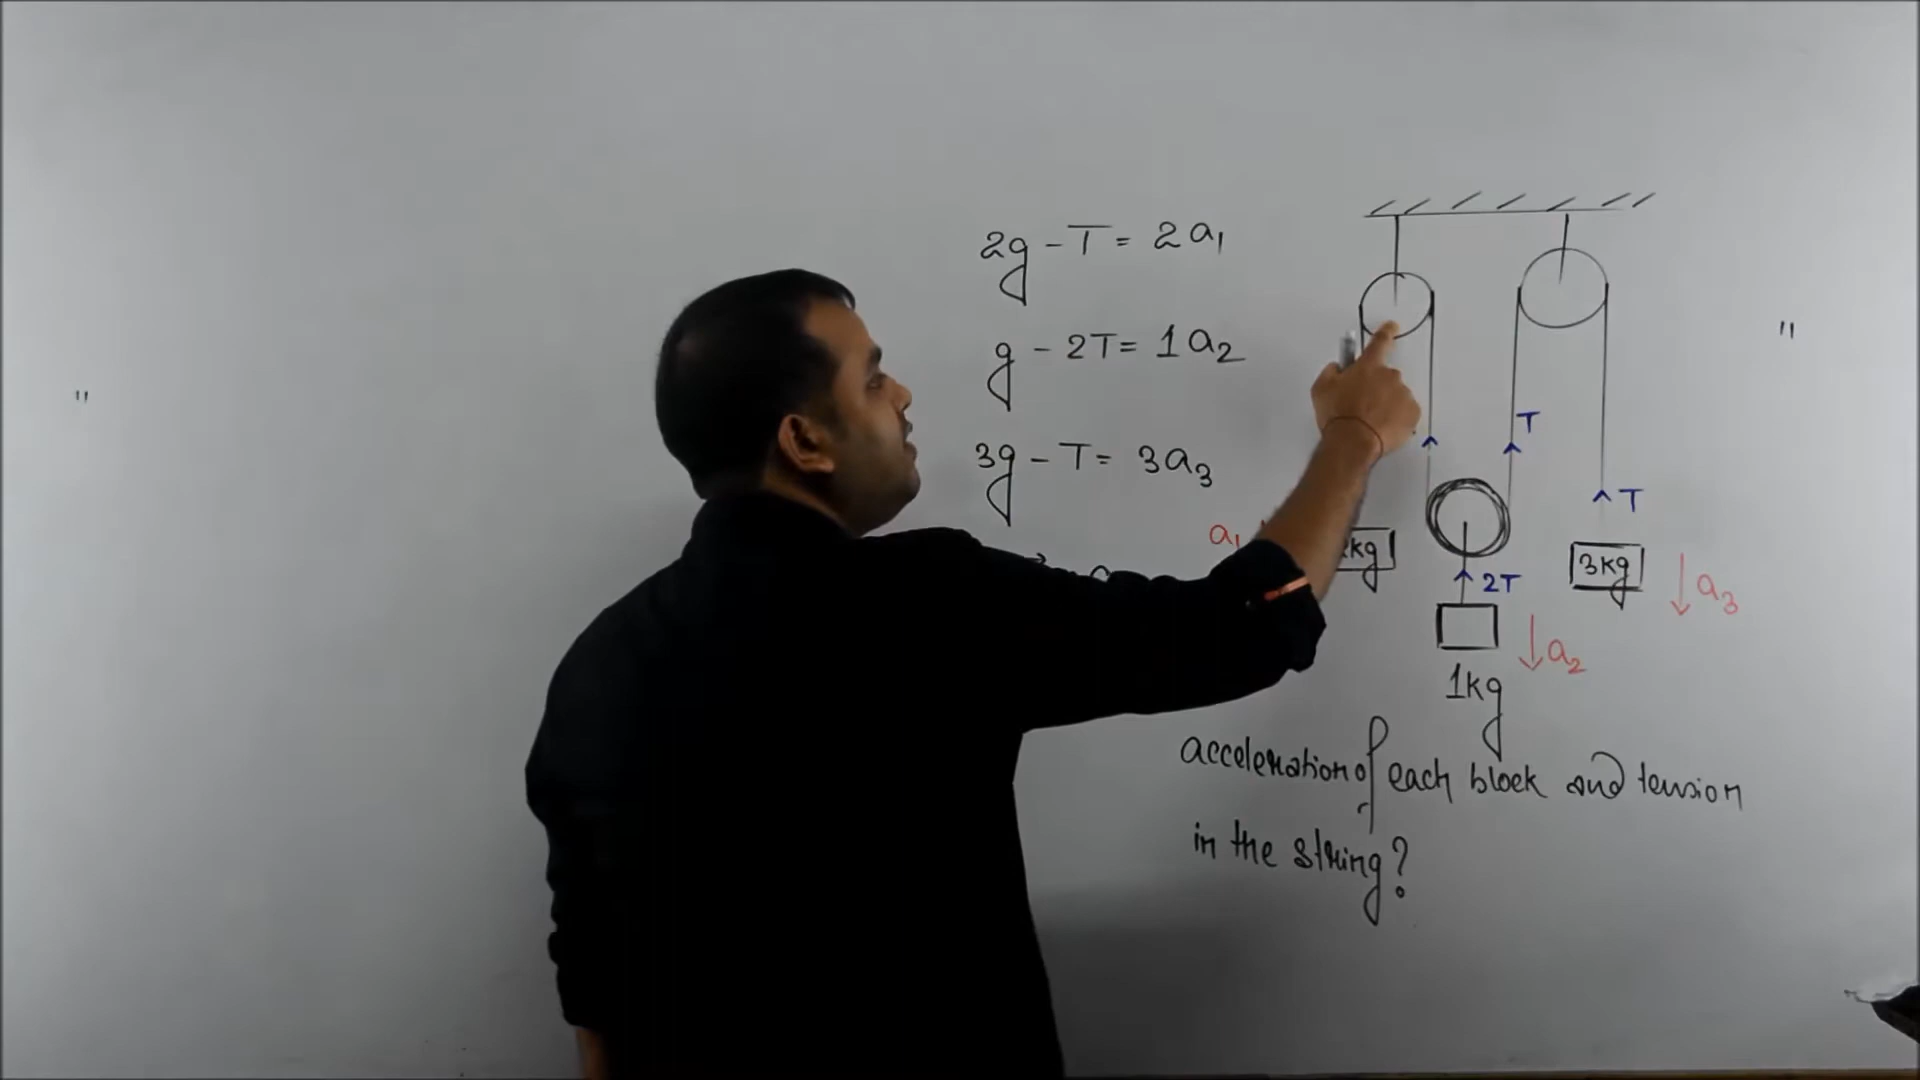 2g - T = 2a₁
g - 2T = 1a₂
3g - T = 3a₃
a₁
kg
T
T
2T
3kg
a₃
a₂
1kg
acceleration of each block and tension
in the string?